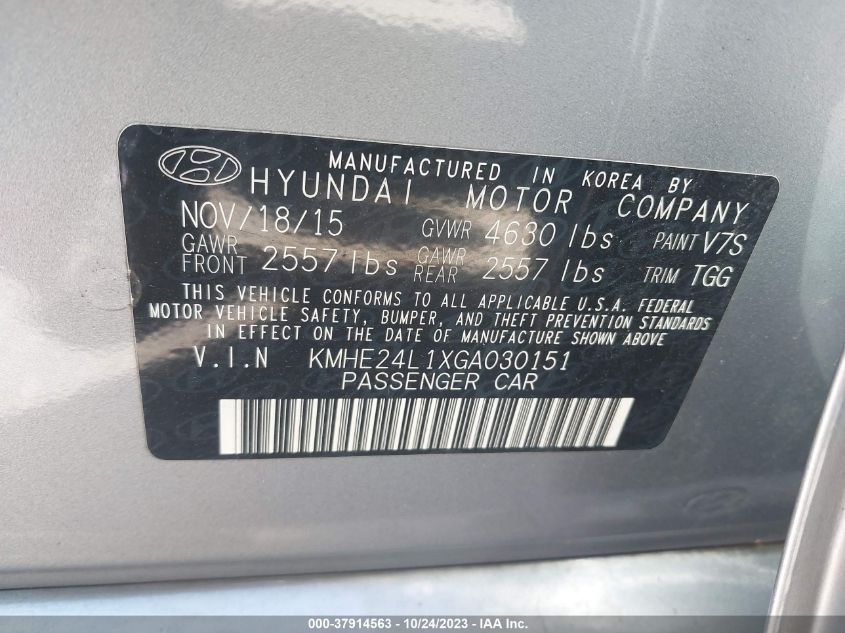 MANUFACTURED IN KOREA BY
HYUNDAI MOTOR COMPANY
NOV/18/15 GVWR 4630 lbs PAINT V7S
GAWR FRONT 2557 lbs GAWR REAR 2557 lbs TRIM TGG
THIS VEHICLE CONFORMS TO ALL APPLICABLE U.S.A. FEDERAL
MOTOR VEHICLE SAFETY, BUMPER, AND THEFT PREVENTION STANDARDS
IN EFFECT ON THE DATE OF MANUFACTURE SHOWN ABOVE
V.I.N KMHE24L1XGA030151
PASSENGER CAR
000-37914563 - 10/24/2023 - IAA Inc.